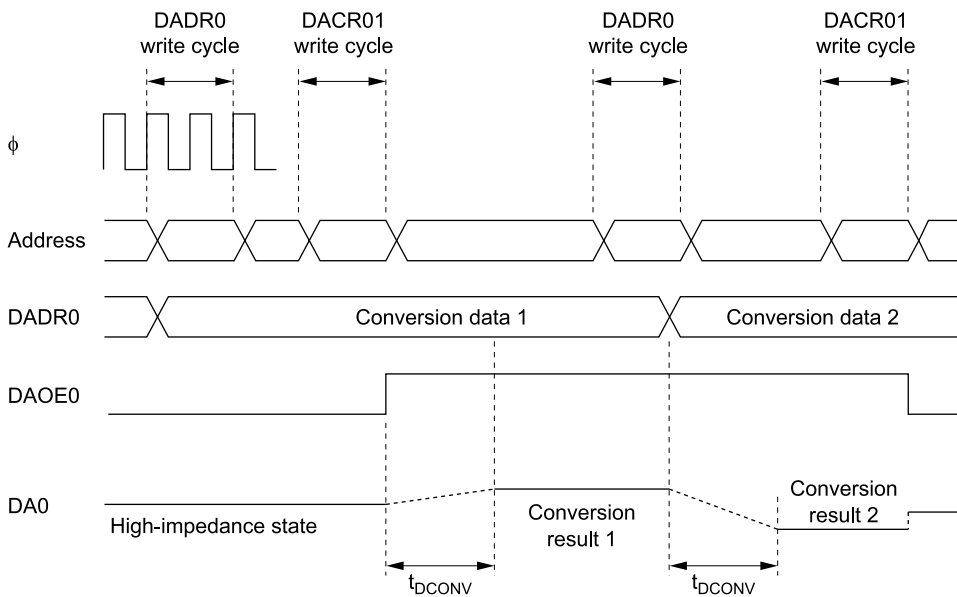 DADR0
write cycle
DACR01
write cycle
DADR0
write cycle
DACR01
write cycle
ϕ
Address
DADR0
Conversion data 1
Conversion data 2
DAOE0
DA0
High-impedance state
Conversion
result 1
Conversion
result 2
tDCONV
tDCONV